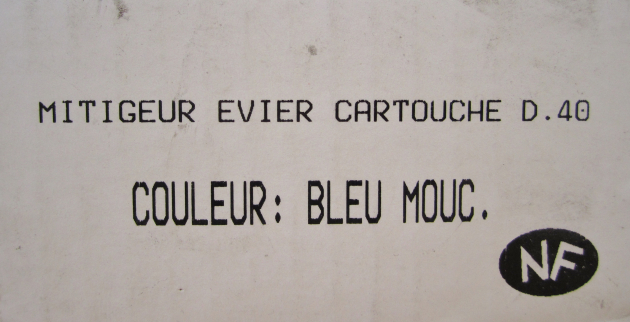 MITIGEUR EVIER CARTOUCHE D.40
COULEUR: BLEU MOUC.
NF